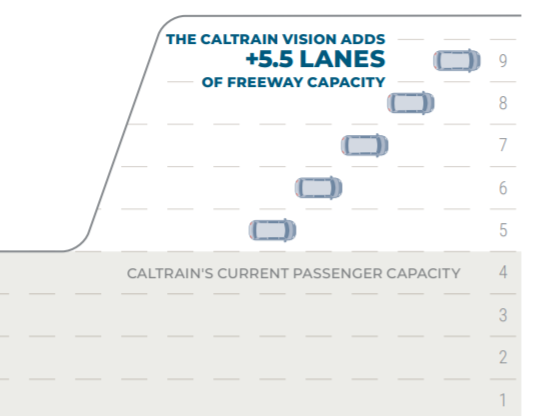 THE CALTRAIN VISION ADDS
+5.5 LANES
OF FREEWAY CAPACITY
9
8
7
6
5
CALTRAIN'S CURRENT PASSENGER CAPACITY 4
3
2
1